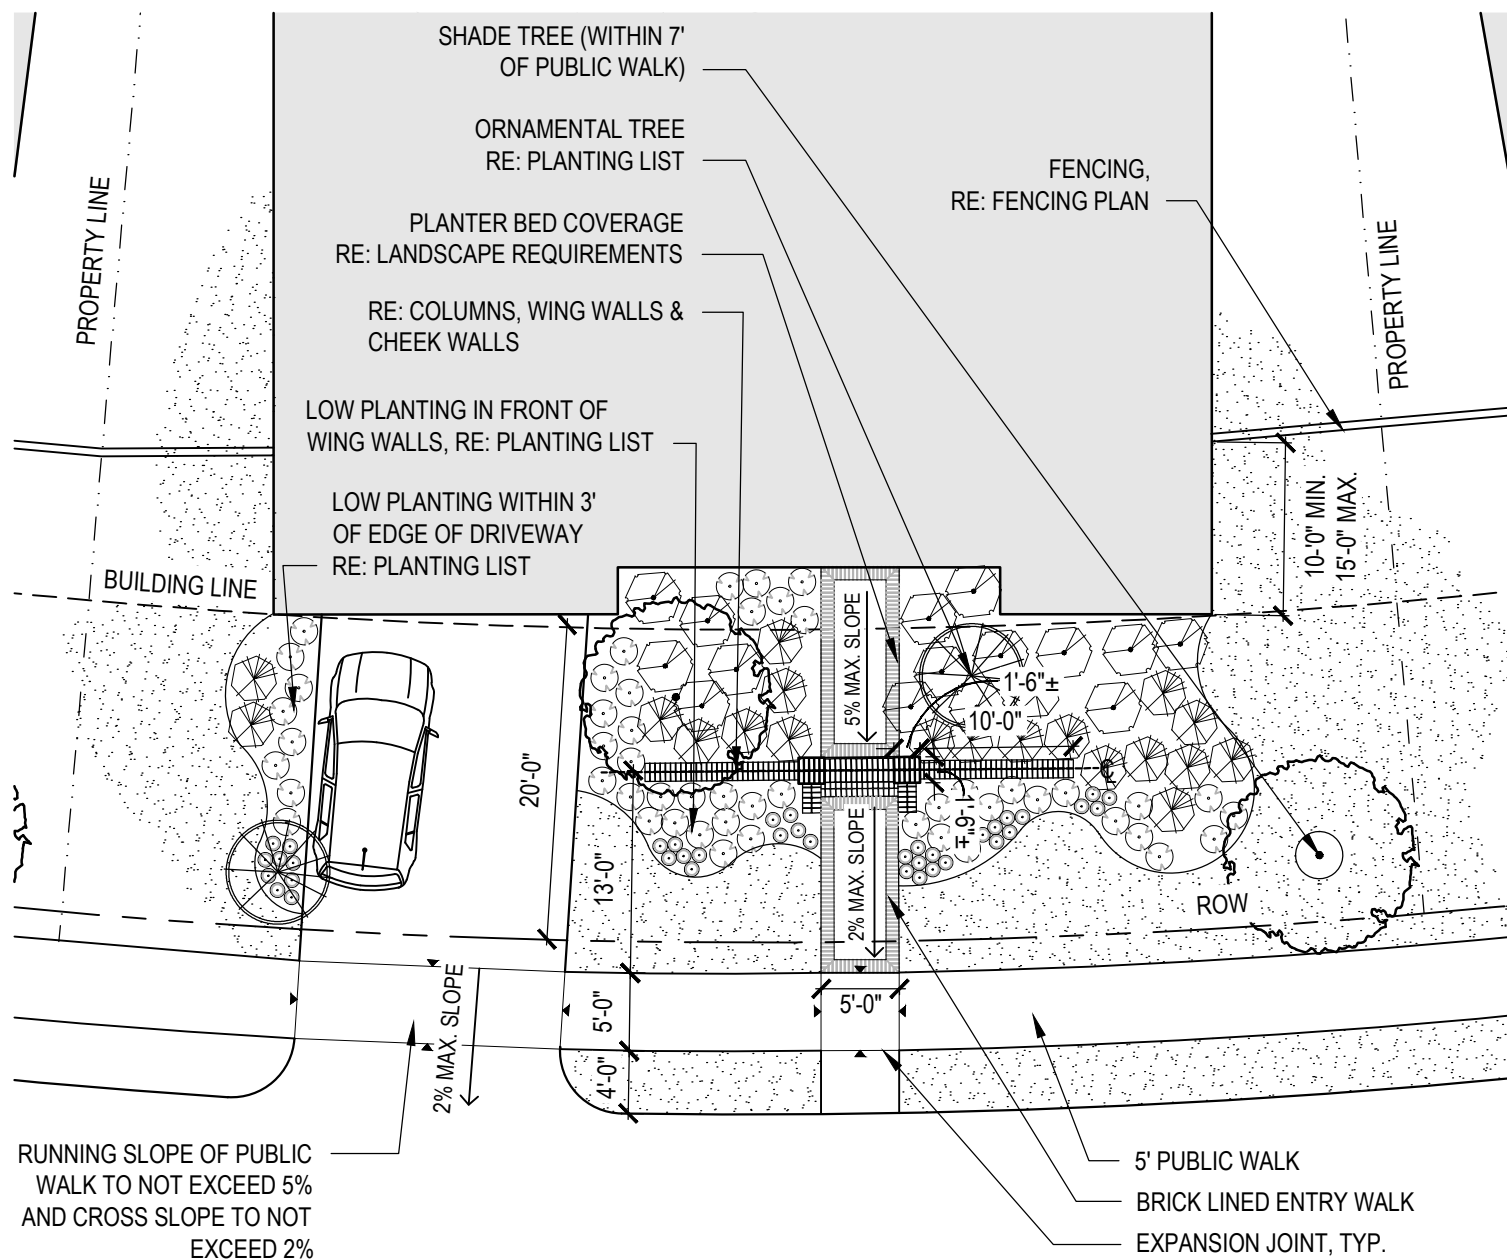 SHADE TREE (WITHIN 7'
OF PUBLIC WALK)
ORNAMENTAL TREE
RE: PLANTING LIST
FENCING,
RE: FENCING PLAN
PLANTER BED COVERAGE
RE: LANDSCAPE REQUIREMENTS
RE: COLUMNS, WING WALLS &
CHEEK WALLS
PROPERTY LINE
PROPERTY LINE
LOW PLANTING IN FRONT OF
WING WALLS, RE: PLANTING LIST
LOW PLANTING WITHIN 3'
OF EDGE OF DRIVEWAY
RE: PLANTING LIST
10-'0" MIN.
15'-0" MAX.
BUILDING LINE
5% MAX. SLOPE
1'-6"±
10'-0"
20'-0"
1'-6"±
13'-0"
2% MAX. SLOPE
ROW
5'-0"
5'-0"
2% MAX. SLOPE
4'-0"
RUNNING SLOPE OF PUBLIC
WALK TO NOT EXCEED 5%
AND CROSS SLOPE TO NOT
EXCEED 2%
5' PUBLIC WALK
BRICK LINED ENTRY WALK
EXPANSION JOINT, TYP.